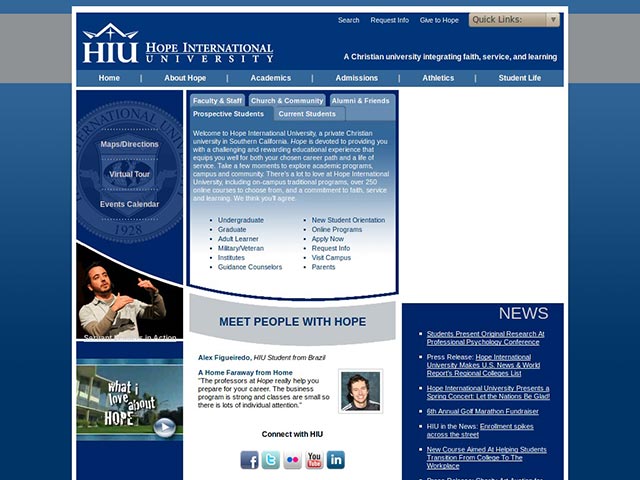 Search Request Info Give to Hope Quick Links:
HIU HOPE INTERNATIONAL
UNIVERSITY
A Christian university integrating faith, service, and learning
Home | About Hope | Academics | Admissions | Athletics | Student Life
Maps/Directions
Virtual Tour
Events Calendar
1928
Servant in Action
what i
love about
HOPE
Faculty & Staff Church & Community Alumni & Friends
Prospective Students Current Students
Welcome to Hope International University, a private Christian
university in Southern California. Hope is devoted to providing you
with a challenging and rewarding educational experience that
equips you well for both your chosen career path and a life of
service. Take a few moments to explore academic programs,
campus and community. There's a lot to love at Hope International
University, including on-campus traditional programs, over 250
online courses to choose from, and a commitment to faith, service
and learning. We think you'll agree.
Undergraduate
Graduate
Adult Learner
Military/Veteran
Institutes
Guidance Counselors
New Student Orientation
Online Programs
Apply Now
Request Info
Visit Campus
Parents
MEET PEOPLE WITH HOPE
Alex Figueiredo, HIU Student from Brazil
A Home Faraway from Home
"The professors at Hope really help you
prepare for your career. The business
program is strong and classes are small so
there is lots of individual attention."
Connect with HIU
f t You Tube in
NEWS
Students Present Original Research At
Professional Psychology Conference
Press Release: Hope International
University Makes U.S. News & World
Report's Regional Colleges List
Hope International University Presents a
Spring Concert: Let the Nations Be Glad!
6th Annual Golf Marathon Fundraiser
HIU in the News: Enrollment spikes
across the street
New Course Aimed At Helping Students
Transition From College To The
Workplace
Press Release: Charity Art Auction for